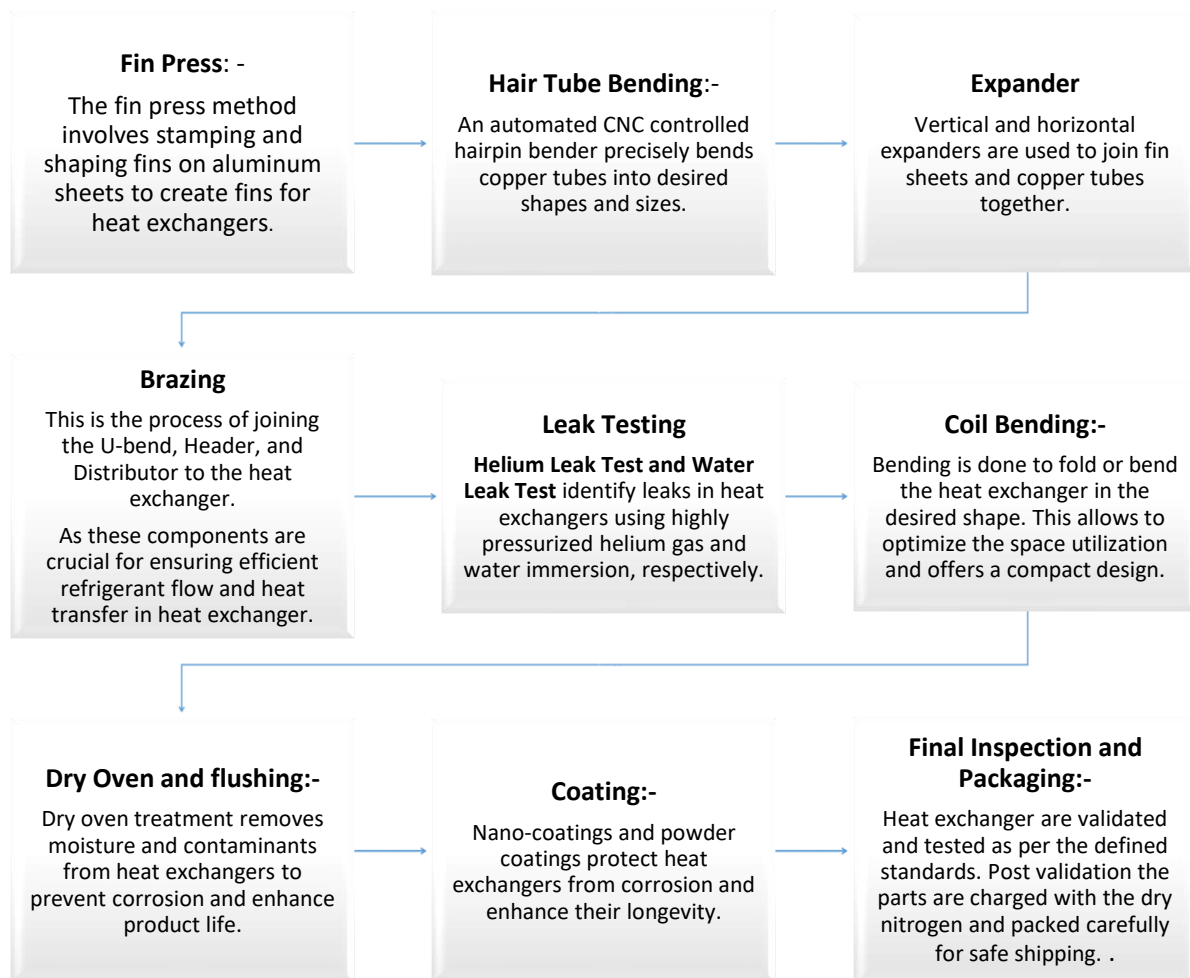 Fin Press: -
The fin press method
involves stamping and
shaping fins on aluminum
sheets to create fins for
heat exchangers.
Hair Tube Bending:-
An automated CNC controlled
hairpin bender precisely bends
copper tubes into desired
shapes and sizes.
Expander
Vertical and horizontal
expanders are used to join fin
sheets and copper tubes
together.
Brazing
This is the process of joining
the U-bend, Header, and
Distributor to the heat
exchanger.
As these components are
crucial for ensuring efficient
refrigerant flow and heat
transfer in heat exchanger.
Leak Testing
Helium Leak Test and Water
Leak Test identify leaks in heat
exchangers using highly
pressurized helium gas and
water immersion, respectively.
Coil Bending:-
Bending is done to fold or bend
the heat exchanger in the
desired shape. This allows to
optimize the space utilization
and offers a compact design.
Dry Oven and flushing:-
Dry oven treatment removes
moisture and contaminants
from heat exchangers to
prevent corrosion and enhance
product life.
Coating:-
Nano-coatings and powder
coatings protect heat
exchangers from corrosion and
enhance their longevity.
Final Inspection and
Packaging:-
Heat exchanger are validated
and tested as per the defined
standards. Post validation the
parts are charged with the dry
nitrogen and packed carefully
for safe shipping. .